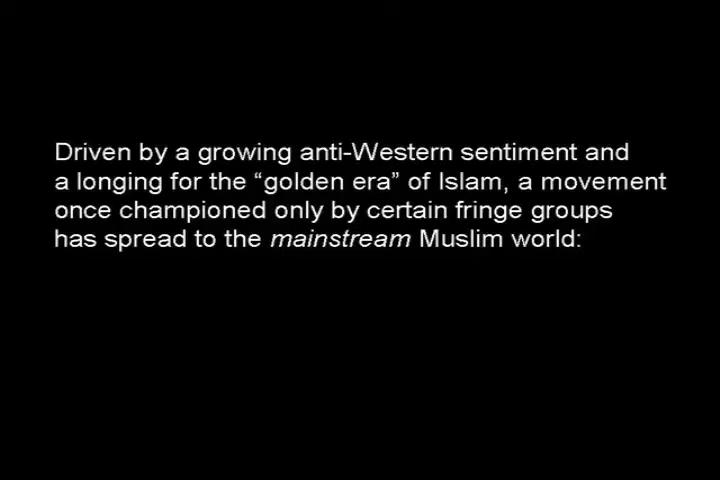 Driven by a growing anti-Western sentiment and
a longing for the “golden era” of Islam, a movement
once championed only by certain fringe groups
has spread to the mainstream Muslim world: